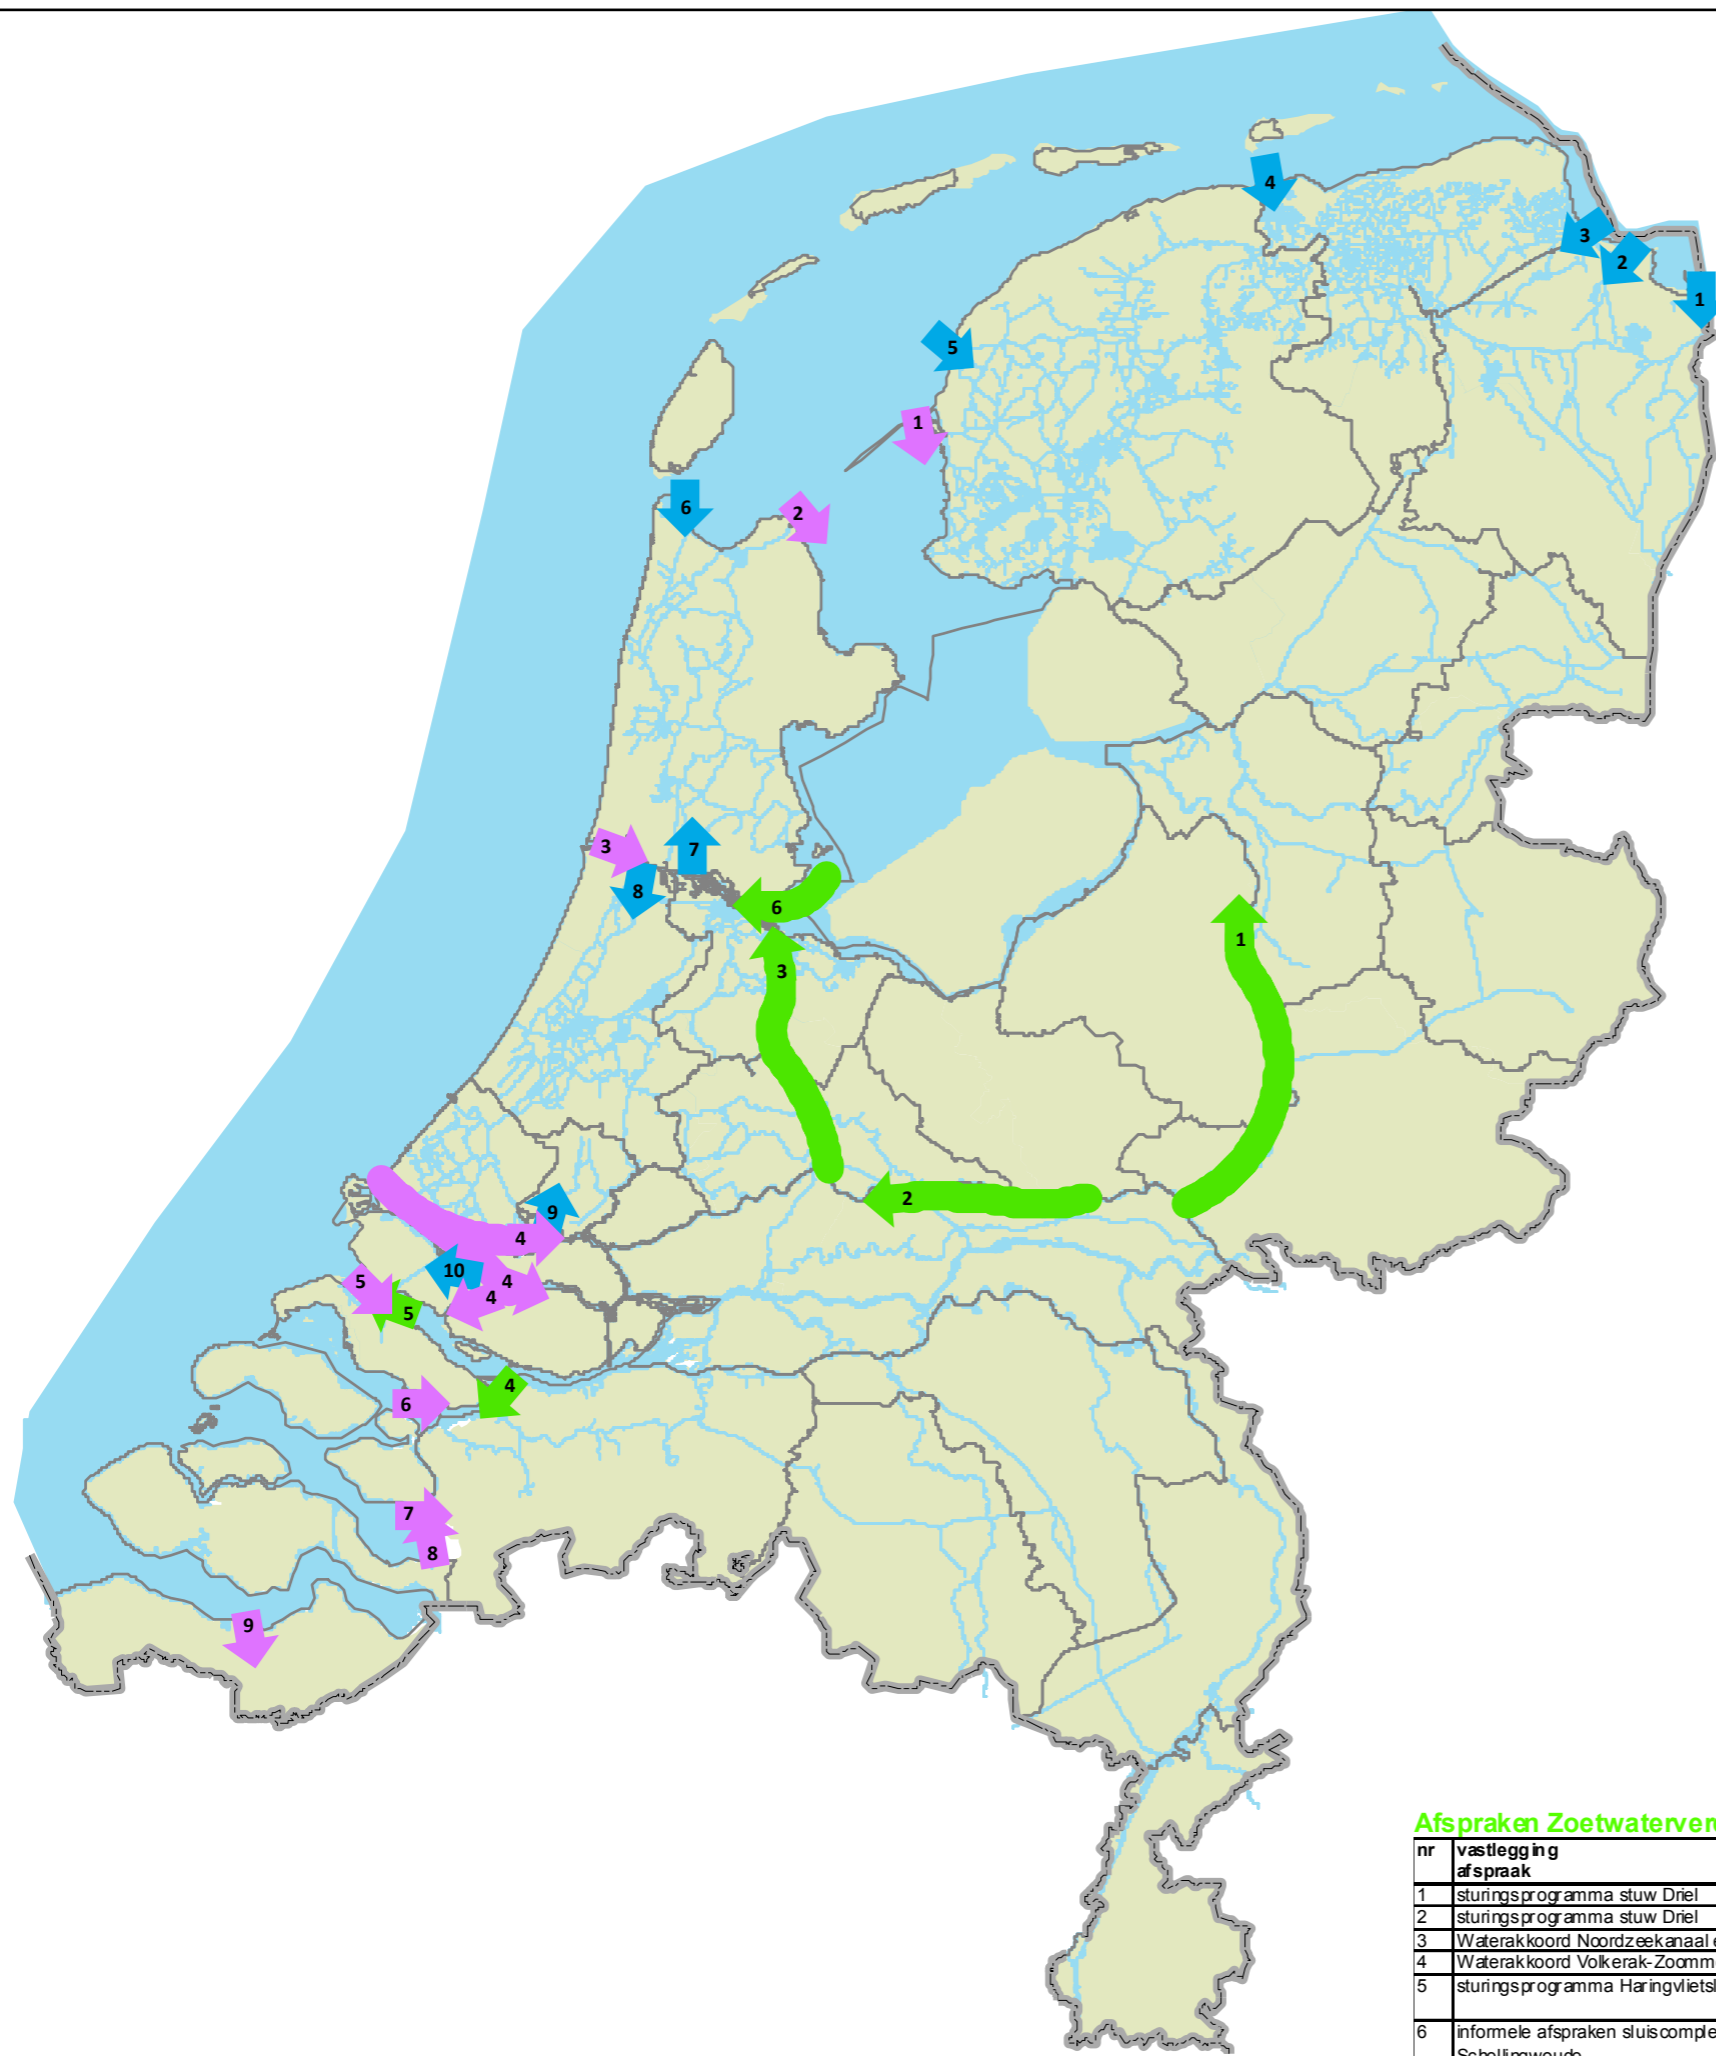 4
3
2
1
5
1
6
2
3
7
8
6
1
3
2
9
4
10
4
5
4
5
4
6
7
8
9
Afspraken Zoetwaterver
nr vastlegging
afspraak
1 sturingsprogramma stuw Driel
2 sturingsprogramma stuw Driel
3 Waterakkoord Noordzeekanaal
4 Waterakkoord Volkerak-Zoomm
5 sturingsprogramma Haringvliets
6 informele afspraken sluiscomple
Schellingwoude